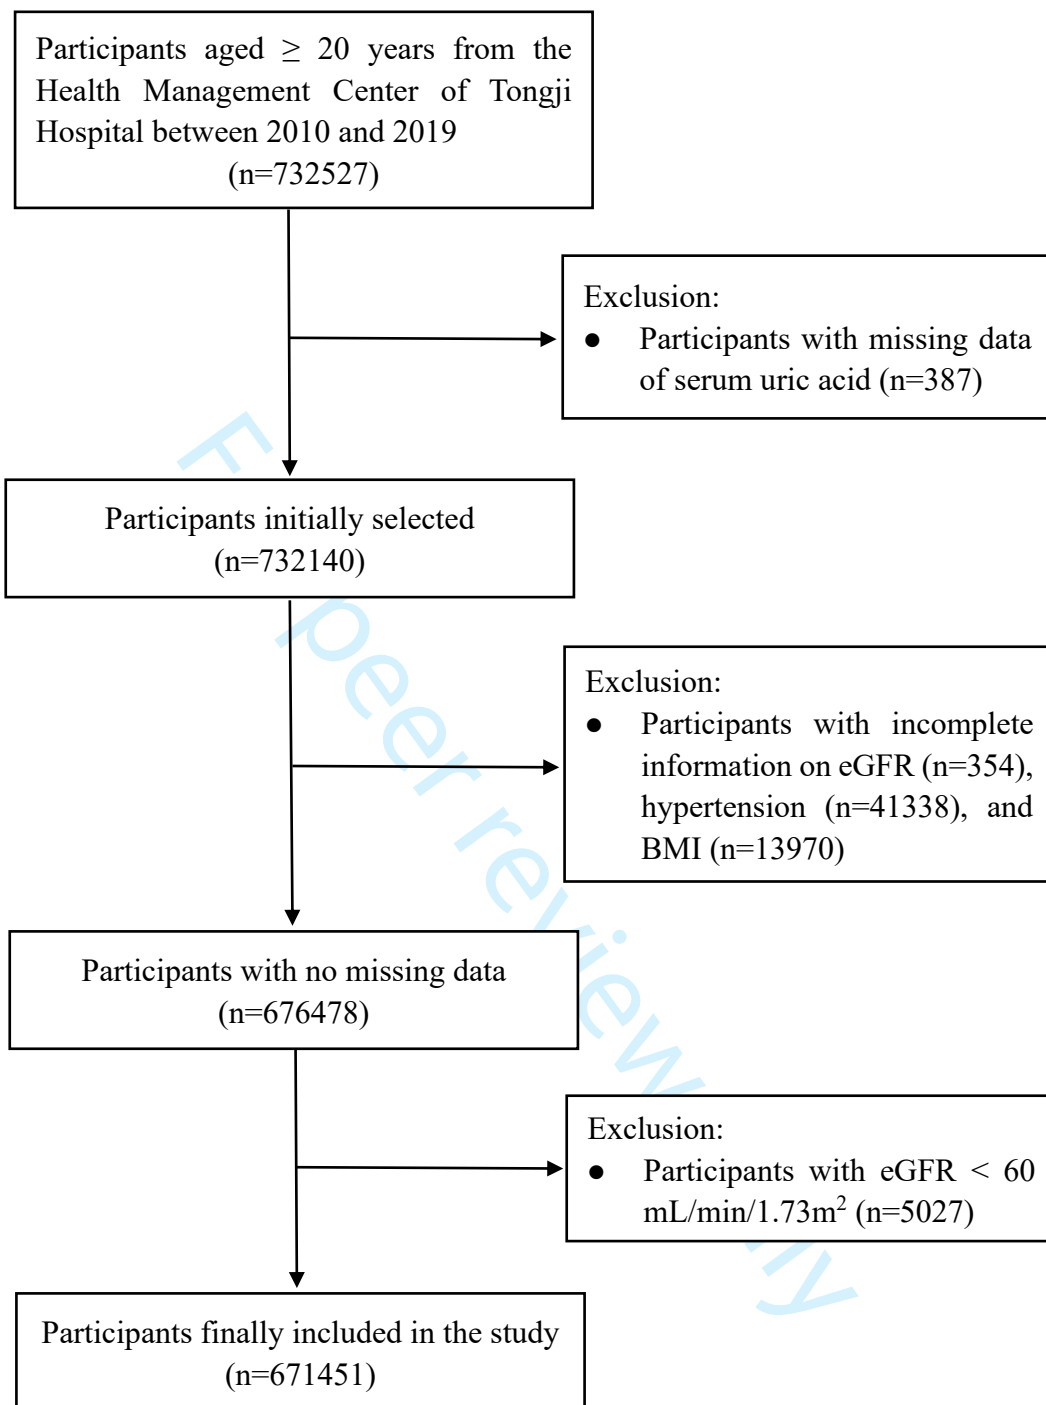 Participants aged ≥ 20 years from the
Health Management Center of Tongji
Hospital between 2010 and 2019
(n=732527)
Exclusion:
● Participants with missing data
of serum uric acid (n=387)
Participants initially selected
(n=732140)
Exclusion:
● Participants with incomplete
information on eGFR (n=354),
hypertension (n=41338), and
BMI (n=13970)
Participants with no missing data
(n=676478)
Exclusion:
● Participants with eGFR < 60
mL/min/1.73m² (n=5027)
Participants finally included in the study
(n=671451)
peer review